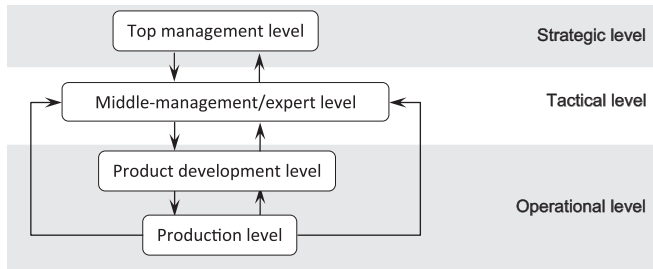 Top management level
Strategic level
Middle-management/expert level
Tactical level
Product development level
Operational level
Production level